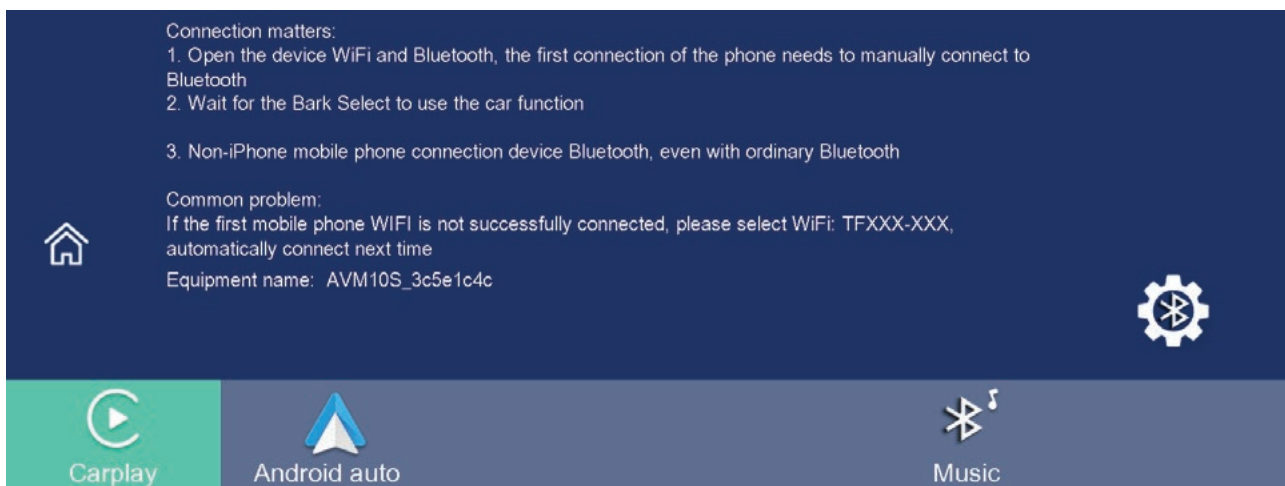 Connection matters:
1. Open the device WiFi and Bluetooth, the first connection of the phone needs to manually connect to
Bluetooth
2. Wait for the Bark Select to use the car function
3. Non-iPhone mobile phone connection device Bluetooth, even with ordinary Bluetooth
Common problem:
If the first mobile phone WIFI is not successfully connected, please select WiFi: TFXXX-XXX,
automatically connect next time
Equipment name: AVM10S_3c5e1c4c
Carplay
Android auto
Music